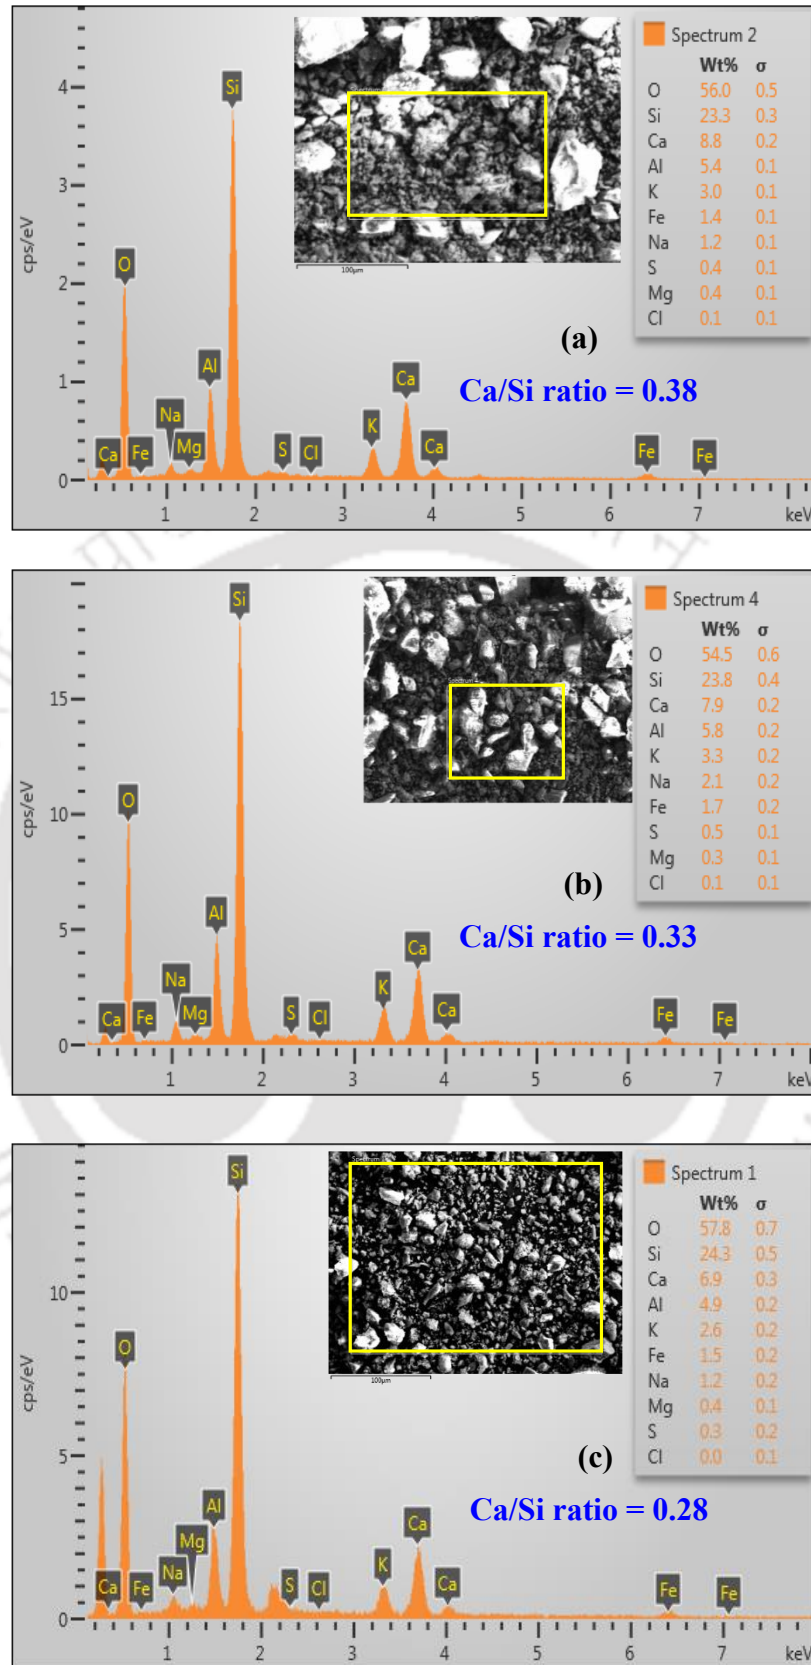 Spectrum 2
Wt% σ
O 56.0 0.5
Si 23.3 0.3
Ca 8.8 0.2
Al 5.4 0.1
K 3.0 0.1
Fe 1.4 0.1
Na 1.2 0.1
S 0.4 0.1
Mg 0.4 0.1
Cl 0.1 0.1
cps/eV
4
3
2
1
0
Si
O
Al
Ca
Na
K
Ca Fe Mg S Cl Ca Fe Fe
100µm
(a)
Ca/Si ratio = 0.38
1 2 3 4 5 6 7 keV
Spectrum 4
Wt% σ
O 54.5 0.6
Si 23.8 0.4
Ca 7.9 0.2
Al 5.8 0.2
K 3.3 0.2
Na 2.1 0.2
Fe 1.7 0.2
S 0.5 0.1
Mg 0.3 0.1
Cl 0.1 0.1
cps/eV
15
10
5
0
Si
O
Al
Ca
Na
K
Ca Fe Mg S Cl Ca Fe Fe
Spectrum 4
(b)
Ca/Si ratio = 0.33
1 2 3 4 5 6 7 keV
Spectrum 1
Wt% σ
O 57.8 0.7
Si 24.3 0.5
Ca 6.9 0.3
Al 4.9 0.2
K 2.6 0.2
Fe 1.5 0.2
Na 1.2 0.2
Mg 0.4 0.1
S 0.3 0.2
Cl 0.0 0.1
cps/eV
10
5
0
Si
O
Al
Mg
Ca
Ca Fe Na S Cl K Ca Fe Fe
100µm
(c)
Ca/Si ratio = 0.28
1 2 3 4 5 6 7 keV